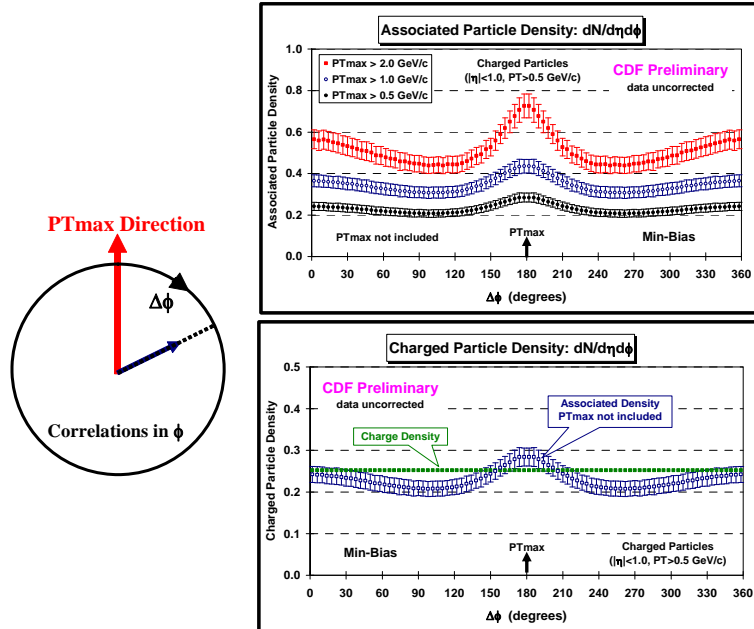 PTmax Direction
Δϕ
Correlations in ϕ
Associated Particle Density: dN/dηdϕ
Associated Particle Density
1.0
0.8
0.6
0.4
0.2
0.0
PTmax > 2.0 GeV/c
PTmax > 1.0 GeV/c
PTmax > 0.5 GeV/c
Charged Particles
(|η|<1.0, PT>0.5 GeV/c)
CDF Preliminary
data uncorrected
PTmax not included
PTmax
Min-Bias
0 30 60 90 120 150 180 210 240 270 300 330 360
Δϕ (degrees)
Charged Particle Density: dN/dηdϕ
Charged Particle Density
0.5
0.4
0.3
0.2
0.1
0.0
CDF Preliminary
data uncorrected
Associated Density
PTmax not included
Charge Density
Min-Bias
PTmax
Charged Particles
(|η|<1.0, PT>0.5 GeV/c)
0 30 60 90 120 150 180 210 240 270 300 330 360
Δϕ (degrees)